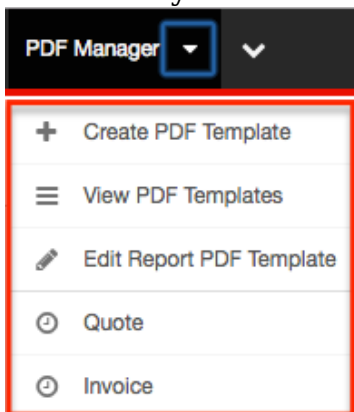 PDF Manager
Create PDF Template
View PDF Templates
Edit Report PDF Template
Quote
Invoice